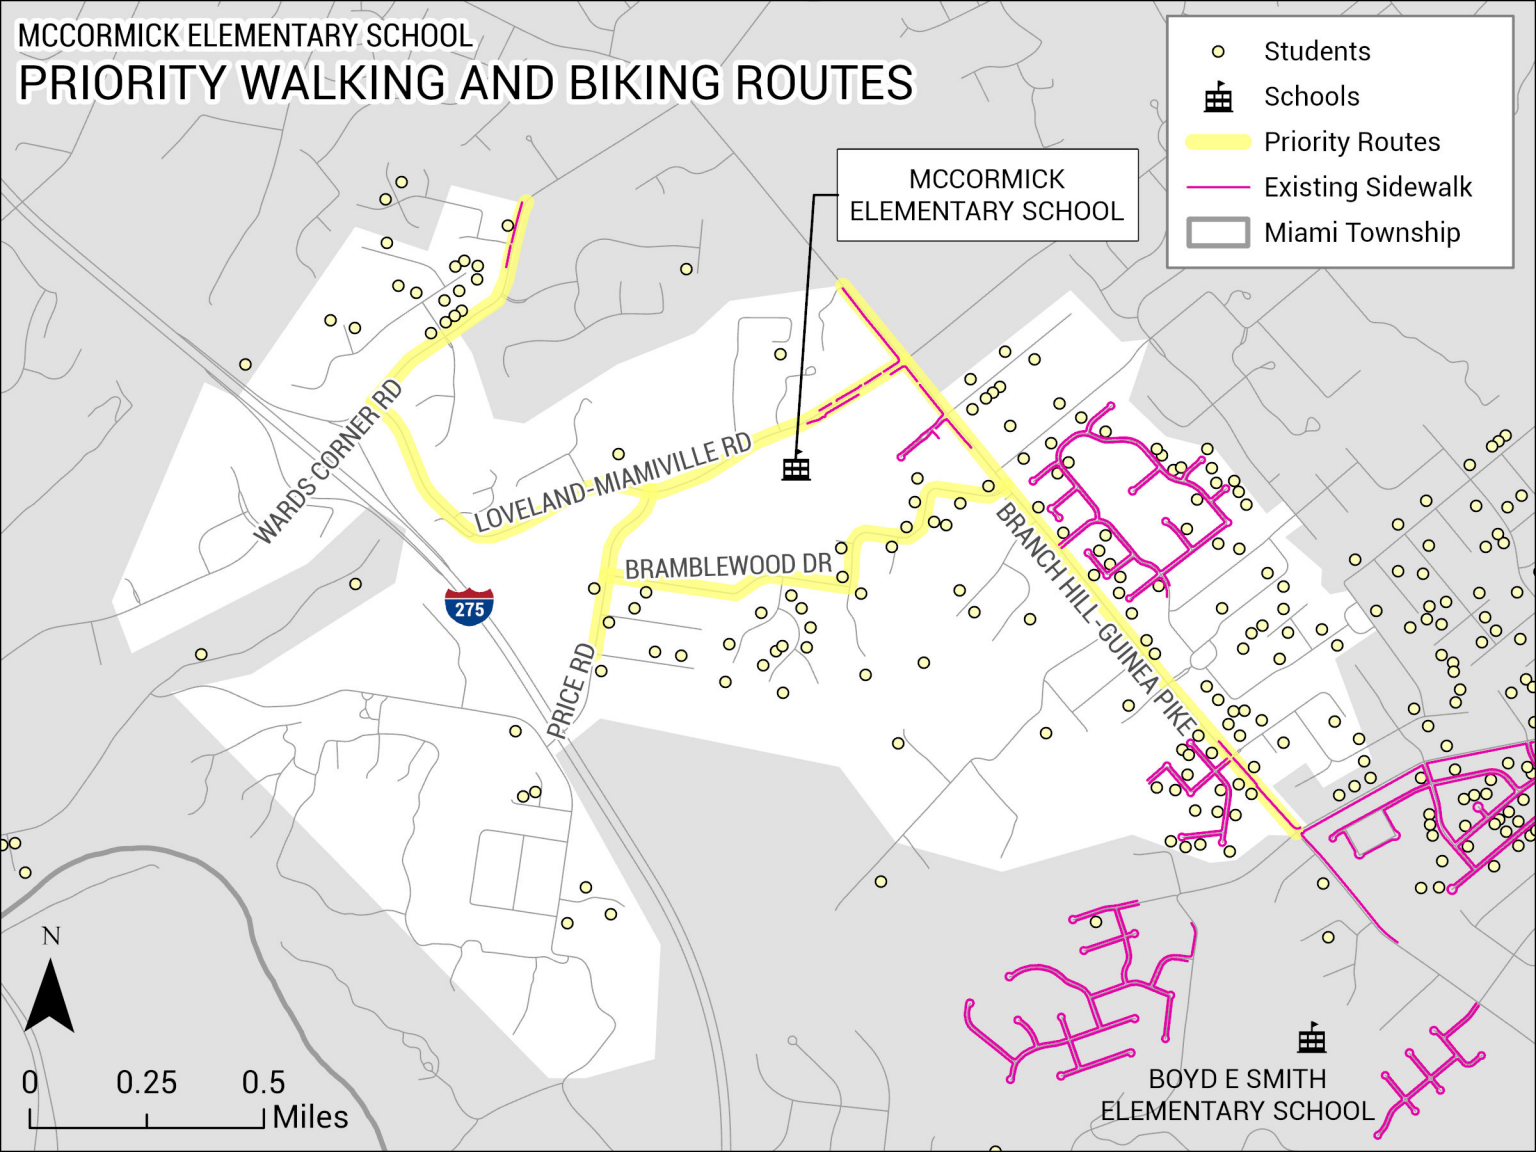 MCCORMICK ELEMENTARY SCHOOL
PRIORITY WALKING AND BIKING ROUTES
Students
Schools
Priority Routes
Existing Sidewalk
Miami Township
MCCORMICK
ELEMENTARY SCHOOL
WARDS CORNER RD
LOVELAND-MIAMIVILLE RD
BRAMBLEWOOD DR
BRANCH HILL-GUINEA PIKE
275
PRICE RD
N
0 0.25 0.5
Miles
BOYD E SMITH
ELEMENTARY SCHOOL